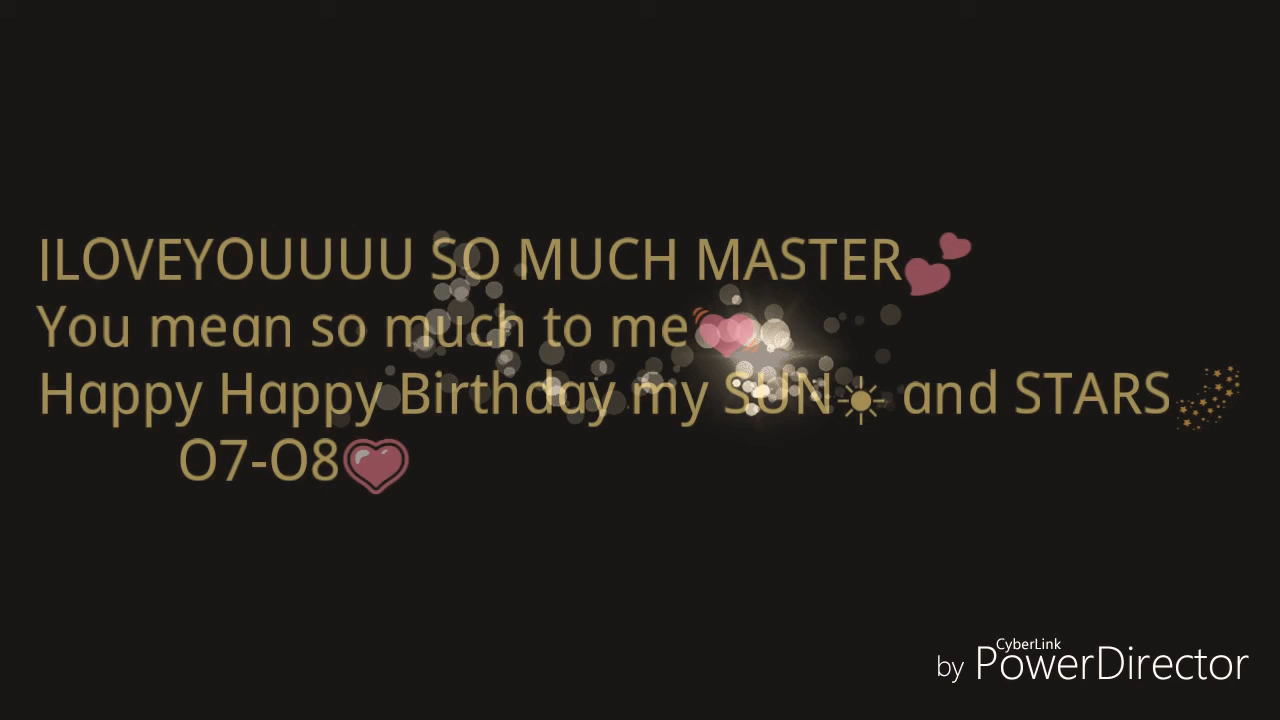 ILOVEYOUUUU SO MUCH MASTER💕
You mean so much to me💓
Happy Happy Birthday my SUN☀ and STARS
O7-O8💗
by CyberLink PowerDirector